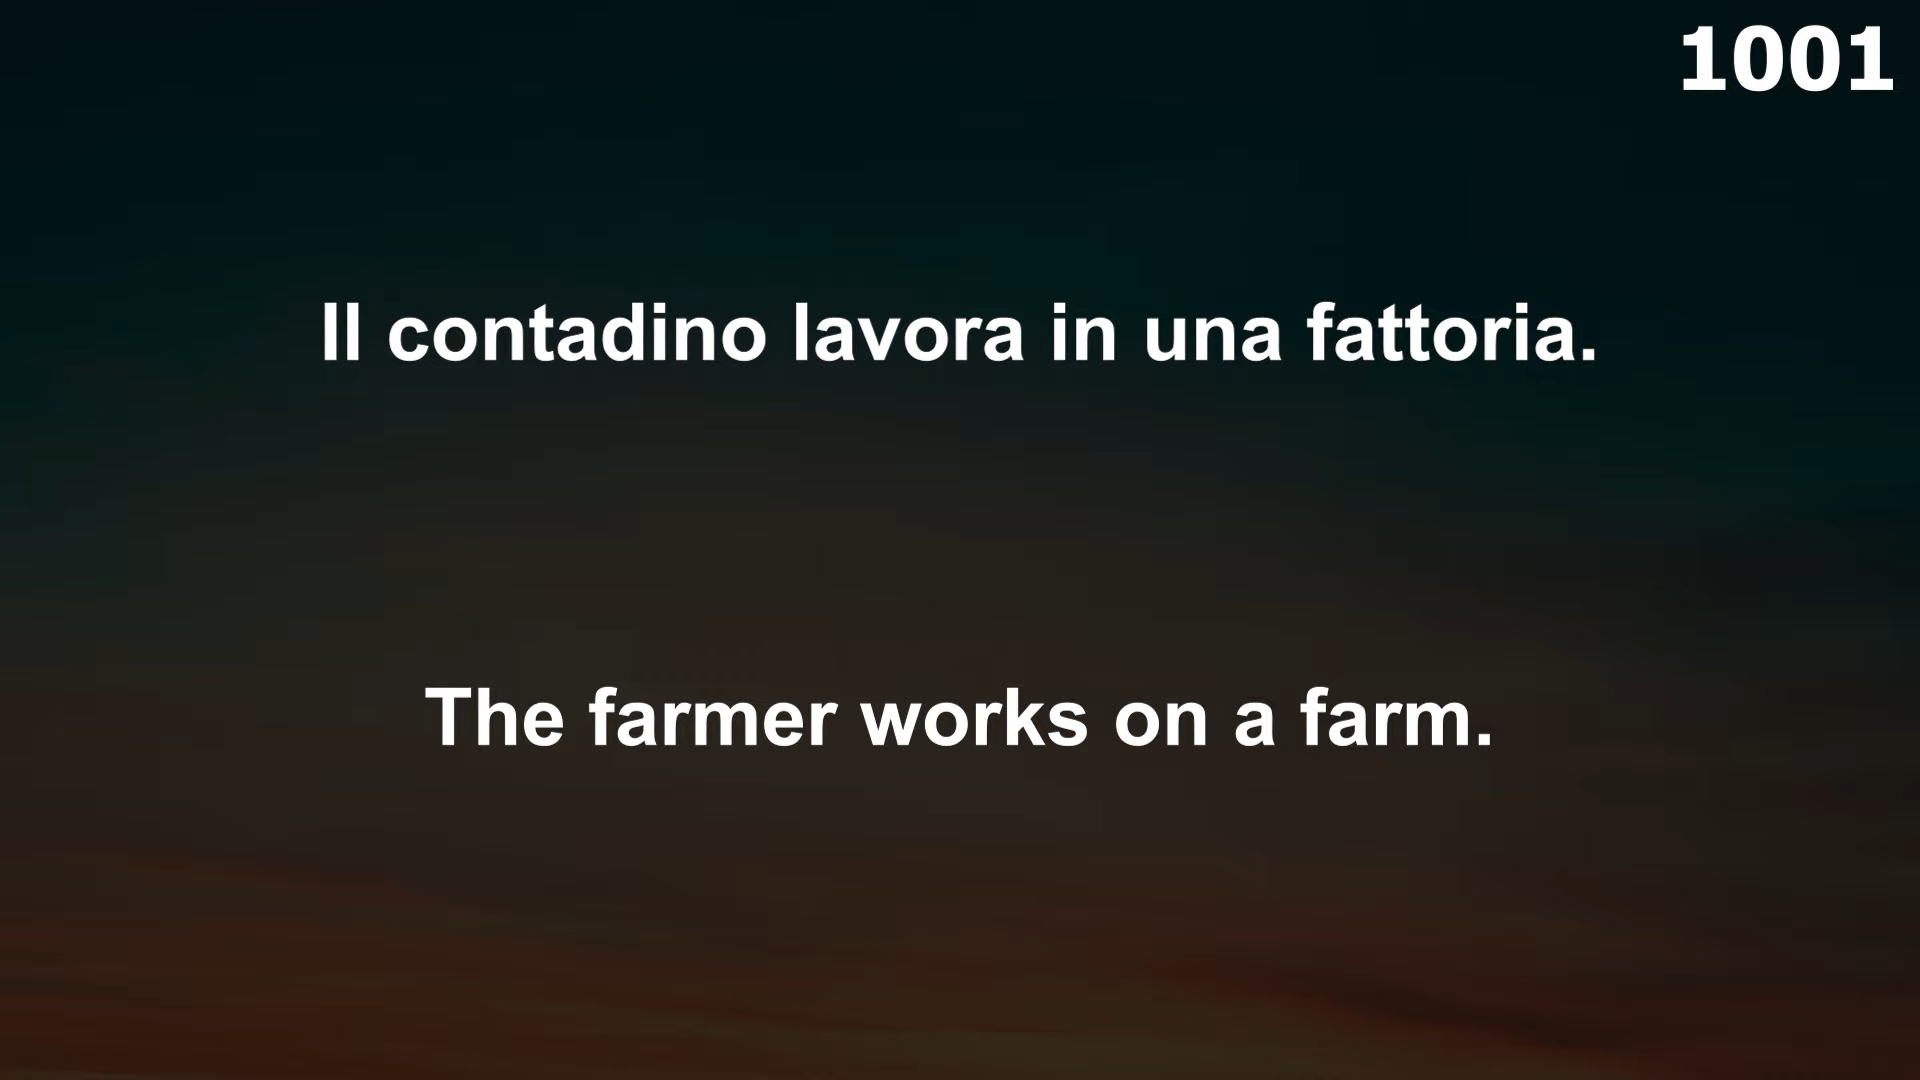 1001
Il contadino lavora in una fattoria.
The farmer works on a farm.